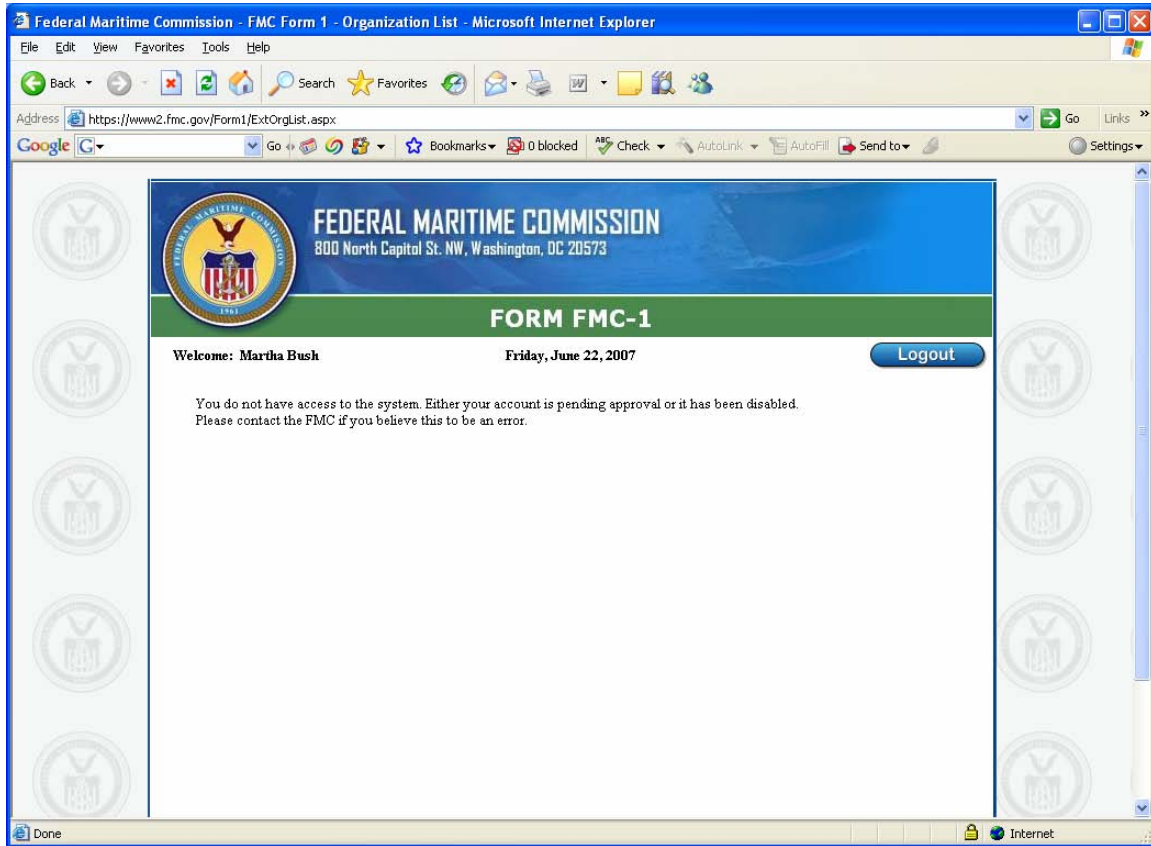 Federal Maritime Commission - FMC Form 1 - Organization List - Microsoft Internet Explorer
File Edit View Favorites Tools Help
Back Search Favorites
Address https://www2.fmc.gov/Form1/ExtOrgList.aspx Go Links »
Google G Go Bookmarks 0 blocked ABC Check AutoLink AutoFill Send to Settings
FEDERAL MARITIME COMMISSION
800 North Capitol St. NW, Washington, DC 20573
FEDERAL MARITIME COMMISSION
1961
FORM FMC-1
Welcome: Martha Bush Friday, June 22, 2007 Logout
You do not have access to the system. Either your account is pending approval or it has been disabled.
Please contact the FMC if you believe this to be an error.
Done Internet